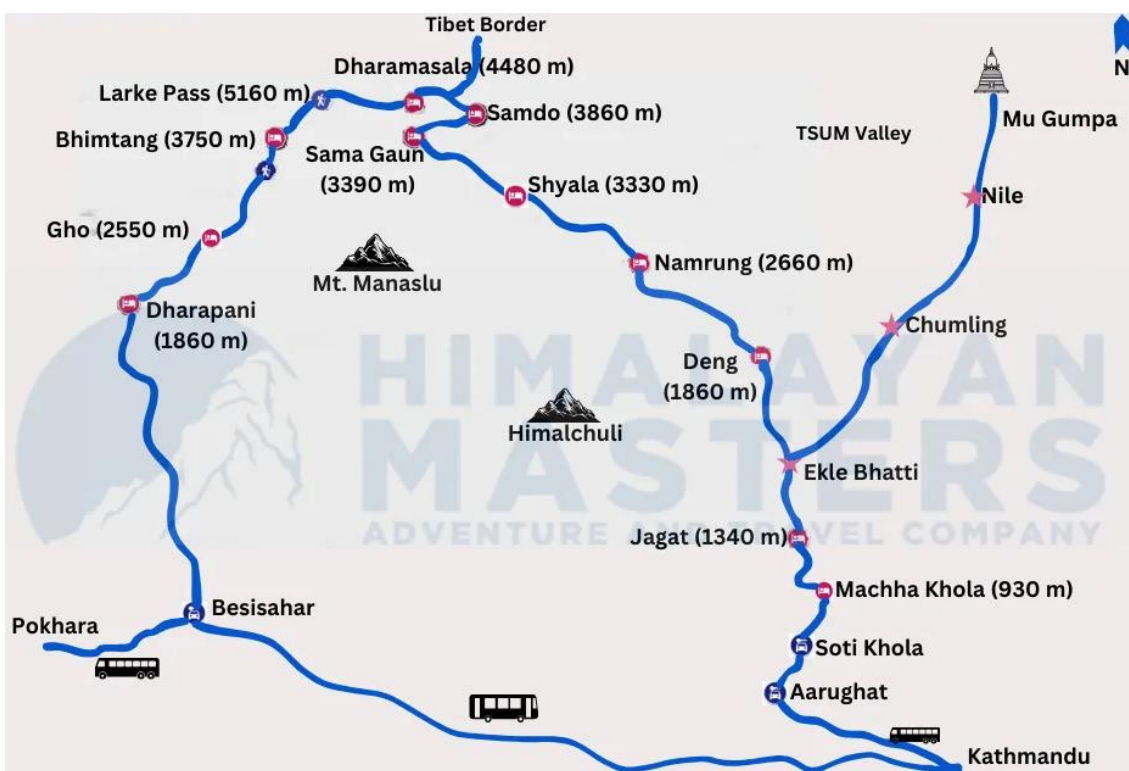 Tibet Border
N
Dharamasala (4480 m)
Larke Pass (5160 m)
Samdo (3860 m)
Mu Gumpa
TSUM Valley
Bhimtang (3750 m)
Sama Gaun
(3390 m)
Shyala (3330 m)
Nile
Gho (2550 m)
Namrung (2660 m)
Mt. Manaslu
Dharapani
(1860 m)
Chumling
HIMALAYAN
MASTERS
ADVENTURE AND TRAVEL COMPANY
Deng
(1860 m)
Himalchuli
Ekle Bhatti
Jagat (1340 m)
Machha Khola (930 m)
Besisahar
Pokhara
Soti Khola
Aarughat
Kathmandu